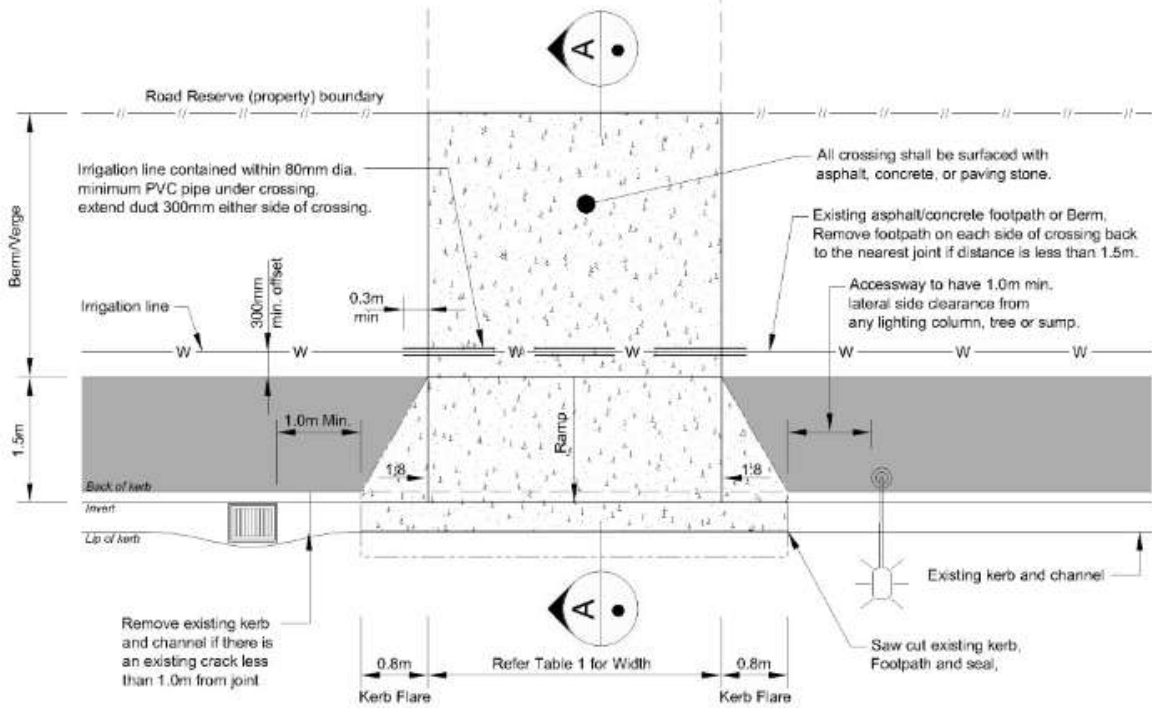 A
Road Reserve (property) boundary
Irrigation line contained within 80mm dia.
minimum PVC pipe under crossing,
extend duct 300mm either side of crossing.
All crossing shall be surfaced with
asphalt, concrete, or paving stone.
Existing asphalt/concrete footpath or Berm.
Remove footpath on each side of crossing back
to the nearest joint if distance is less than 1.5m.
Accessway to have 1.0m min.
lateral side clearance from
any lighting column, tree or sump.
Berm/Verge
300mm
min. offset
0.3m
min
Irrigation line
W
W
W
W
W
W
W
1.5m
1.0m Min.
Ramp
1:8
1:8
Back of kerb
Invert
Lip of kerb
Existing kerb and channel
A
Remove existing kerb
and channel if there is
an existing crack less
than 1.0m from joint
Saw cut existing kerb,
Footpath and seal,
0.8m
Refer Table 1 for Width
0.8m
Kerb Flare
Kerb Flare